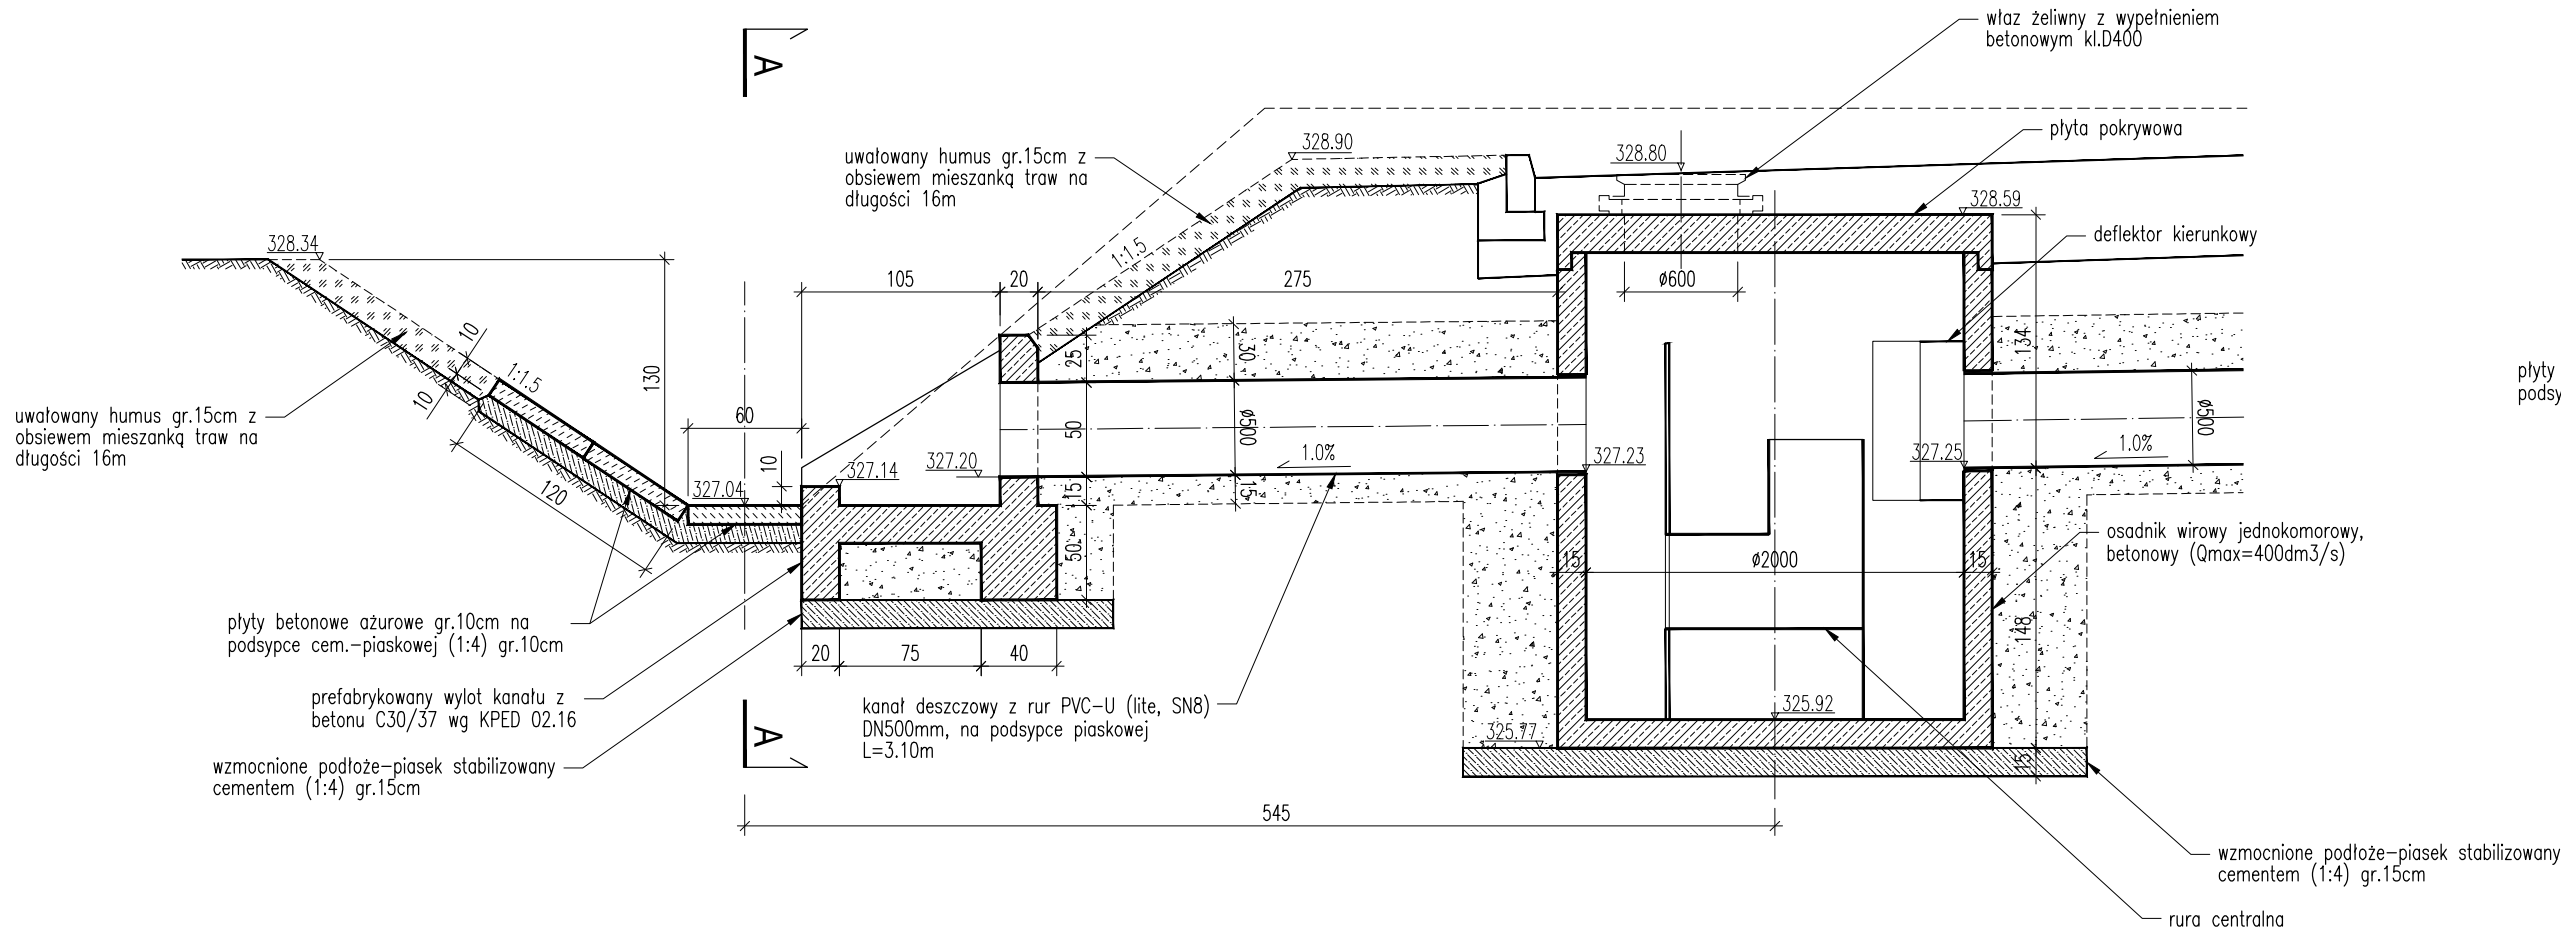 właz żeliwny z wypełnieniem
betonowym kl.D400
A
płyta pokrywowa
328.90
328.80
uwałowany humus gr.15cm z
obsiewem mieszanką traw na
długości 16m
328.59
deflektor kierunkowy
328.34
1:1.5
105
20
275
ø600
10
1:1.5
130
25
30
134
10
60
50
ø500
ø500
płyty
podsy
uwałowany humus gr.15cm z
obsiewem mieszanką traw na
długości 16m
120
10
327.14
327.20
1.0%
327.23
327.25
1.0%
327.04
15
15
osadnik wirowy jednokomorowy,
betonowy (Qmax=400dm3/s)
50
15
ø2000
15
płyty betonowe ażurowe gr.10cm na
podsypce cem.-piaskowej (1:4) gr.10cm
20
75
40
148
prefabrykowany wylot kanału z
betonu C30/37 wg KPED 02.16
kanał deszczowy z rur PVC-U (lite, SN8)
DN500mm, na podsypce piaskowej
L=3.10m
325.92
325.77
A
wzmocnione podłoże-piasek stabilizowany
cementem (1:4) gr.15cm
15
545
wzmocnione podłoże-piasek stabilizowany
cementem (1:4) gr.15cm
rura centralna